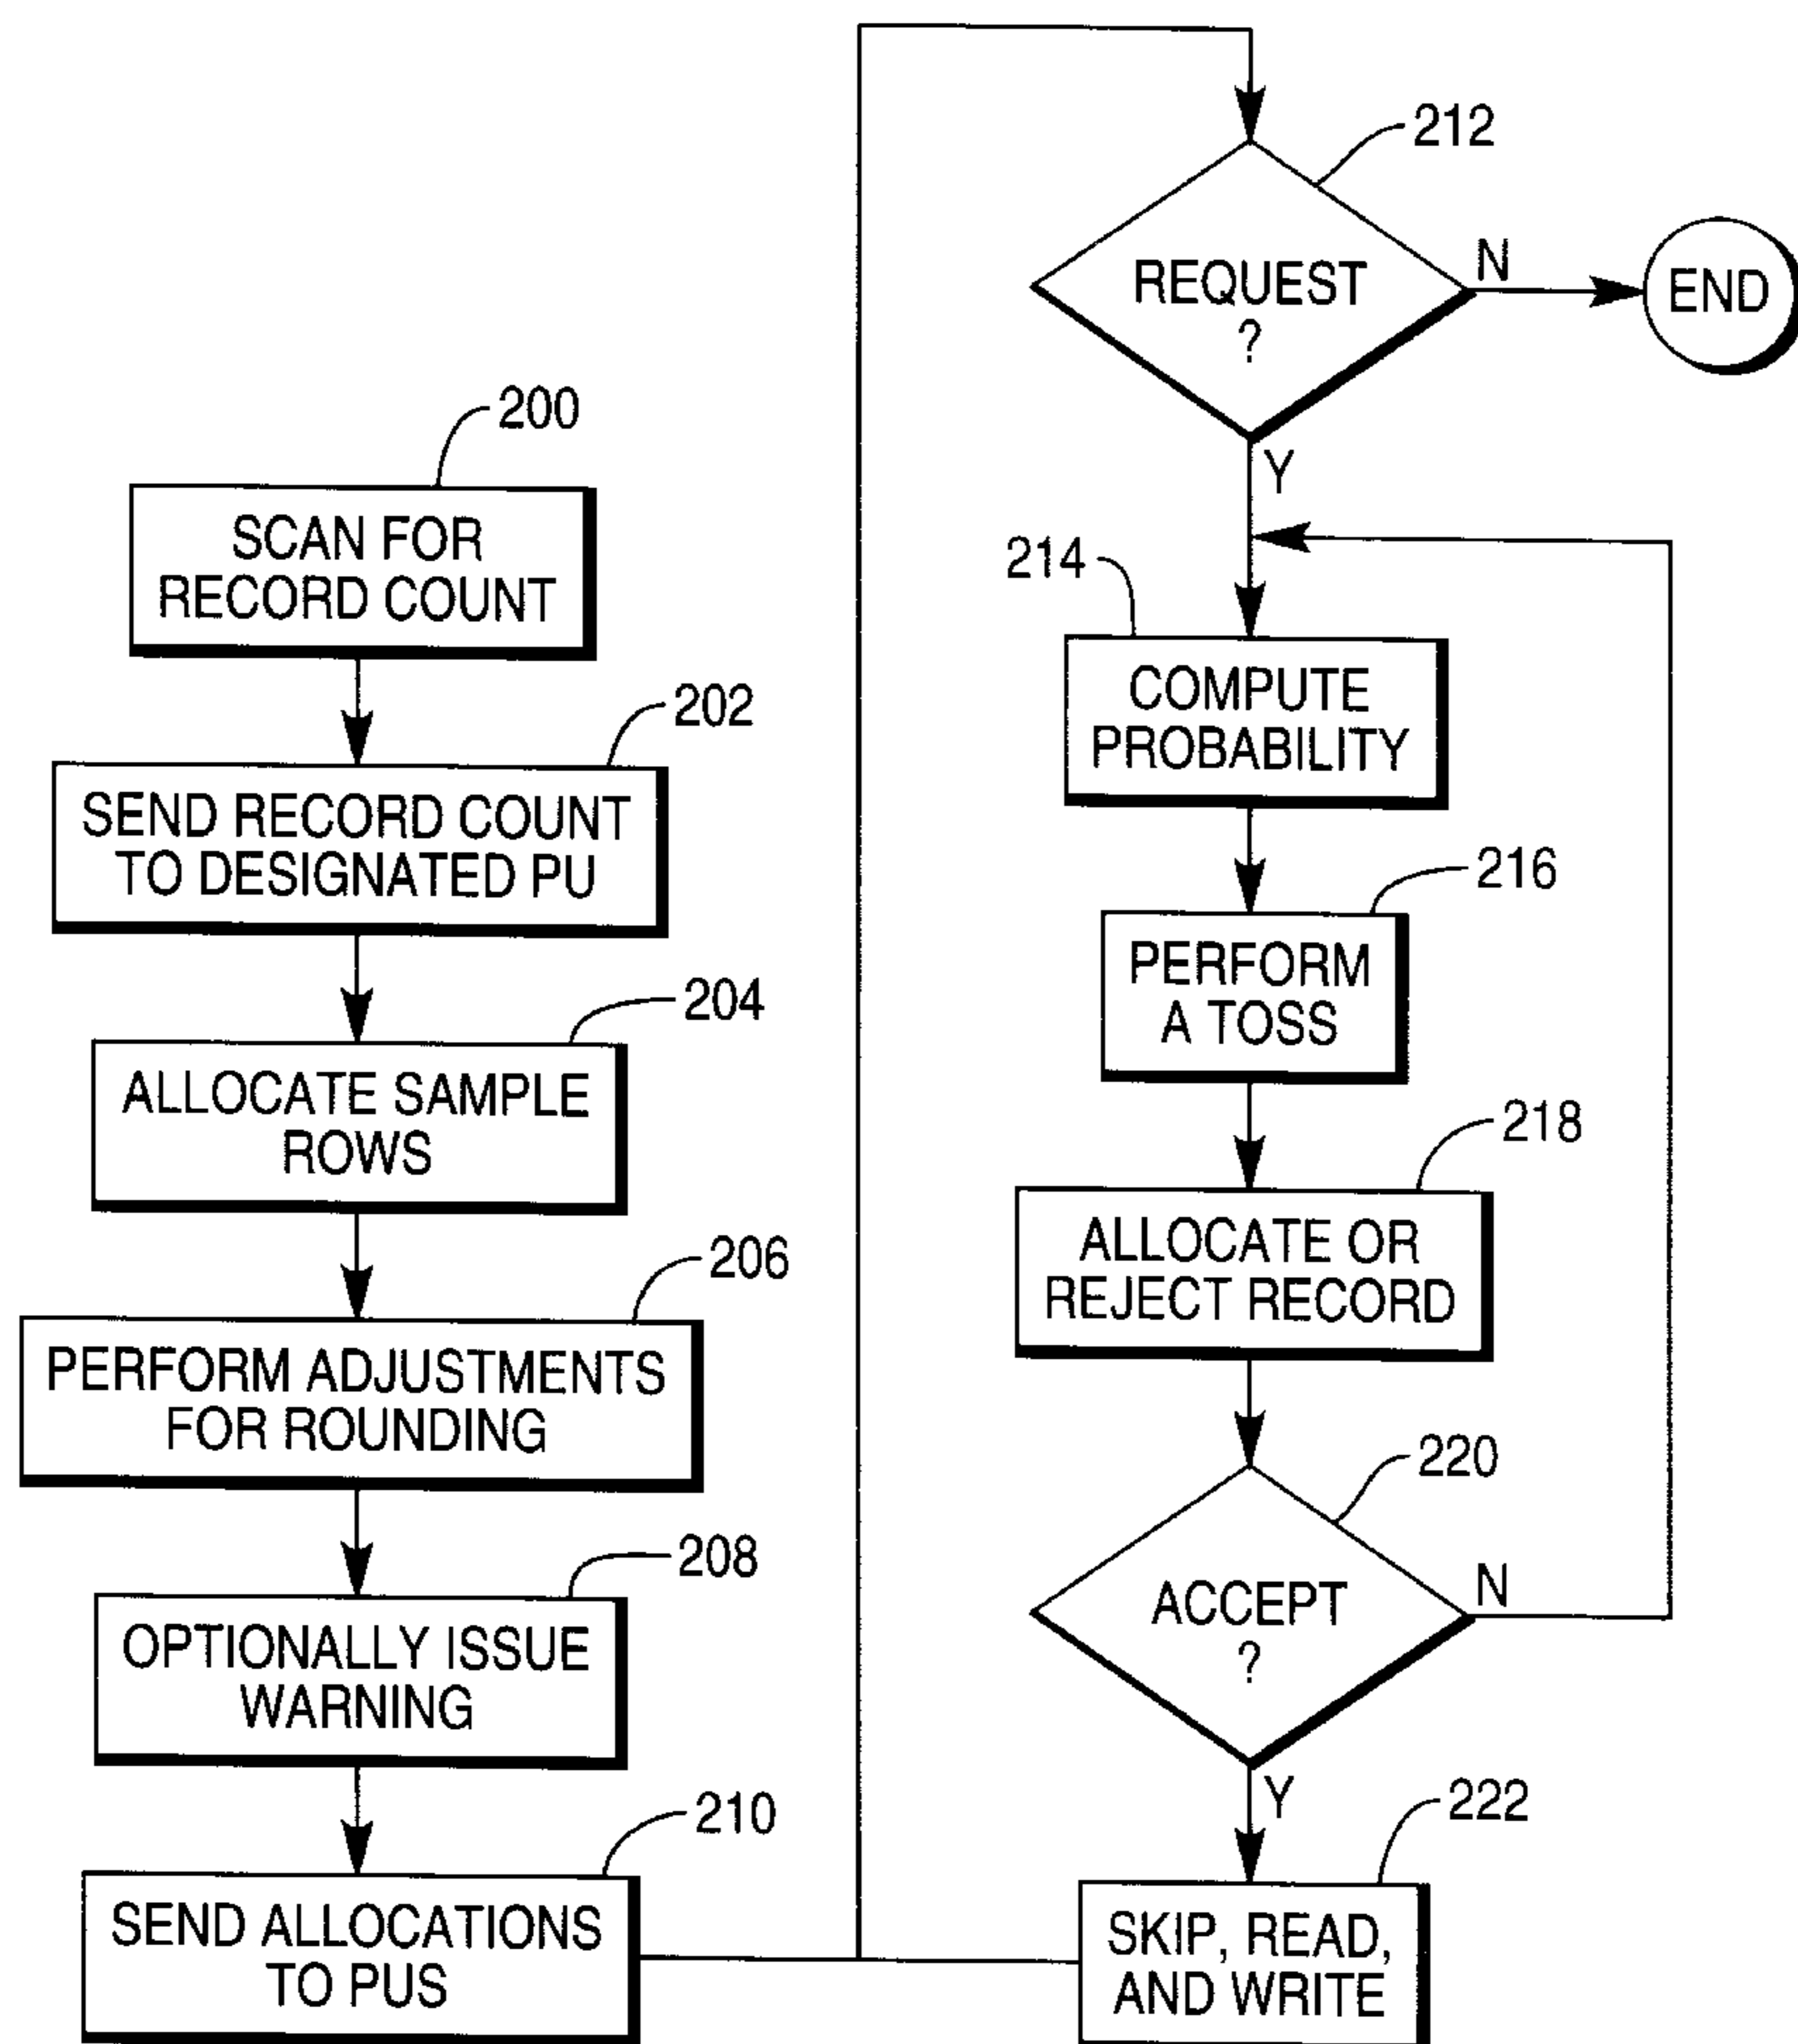 200
SCAN FOR
RECORD COUNT
202
SEND RECORD COUNT
TO DESIGNATED PU
204
ALLOCATE SAMPLE
ROWS
206
PERFORM ADJUSTMENTS
FOR ROUNDING
208
OPTIONALLY ISSUE
WARNING
210
SEND ALLOCATIONS
TO PUS
212
REQUEST
?
N
END
Y
214
COMPUTE
PROBABILITY
216
PERFORM
A TOSS
218
ALLOCATE OR
REJECT RECORD
220
ACCEPT
?
N
Y
222
SKIP, READ,
AND WRITE